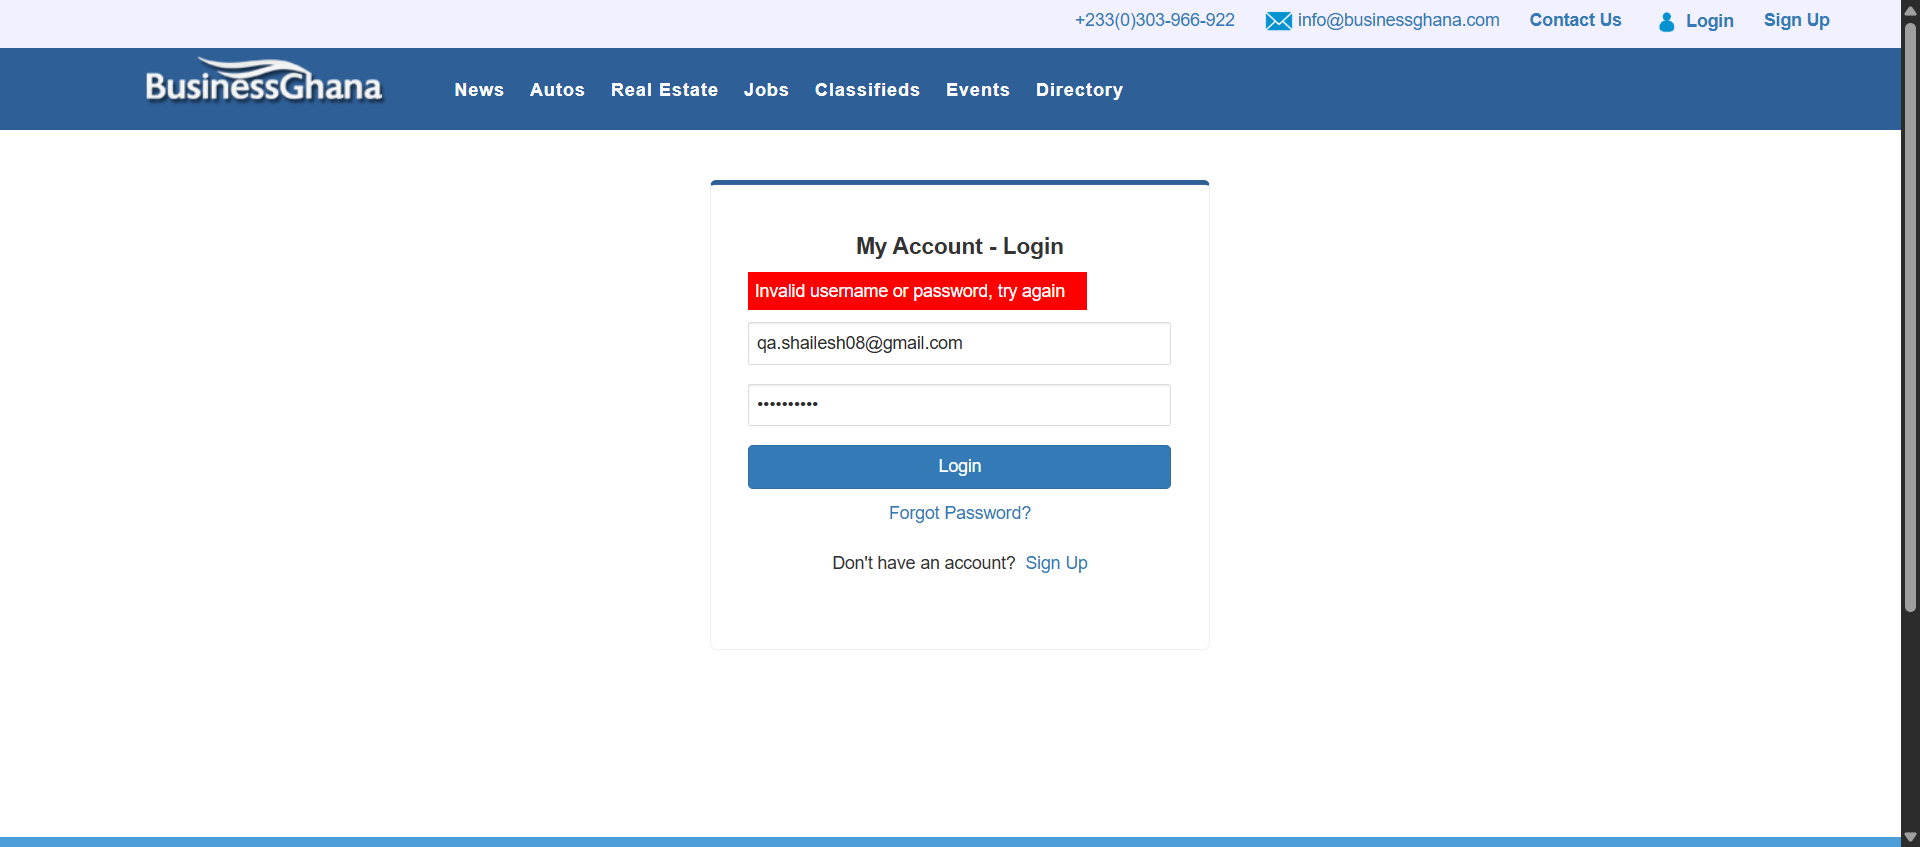 +233(0)303-966-922 info@businessghana.com Contact Us Login Sign Up
BusinessGhana News Autos Real Estate Jobs Classifieds Events Directory
My Account - Login
Invalid username or password, try again
qa.shailesh08@gmail.com
••••••••••
Login
Forgot Password?
Don't have an account? Sign Up